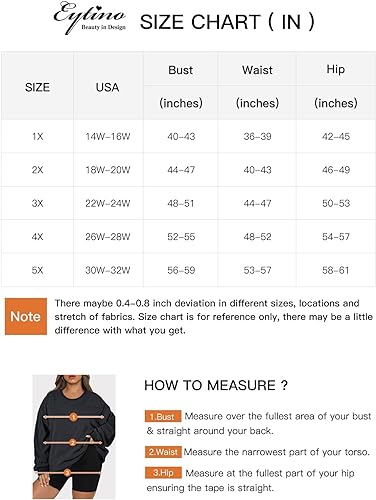 Eytino
Beauty in Design
SIZE CHART ( IN )
SIZE USA Bust Waist Hip
(inches) (inches) (inches)
1X 14W-16W 40-43 36-39 42-45
2X 18W-20W 44-47 40-43 46-49
3X 22W-24W 48-51 44-47 50-53
4X 26W-28W 52-55 48-52 54-57
5X 30W-32W 56-59 53-57 58-61
Note
There maybe 0.4-0.8 inch deviation in different sizes, locations and
stretch of fabrics. Size chart is for reference only, there may be a little
difference with what you get.
HOW TO MEASURE ?
1.Bust Measure over the fullest area of your bust
& straight around your back.
2.Waist Measure the narrowest part of your torso.
3.Hip Measure at the fullest part of your hip
ensuring the tape is straight.
1
2
3